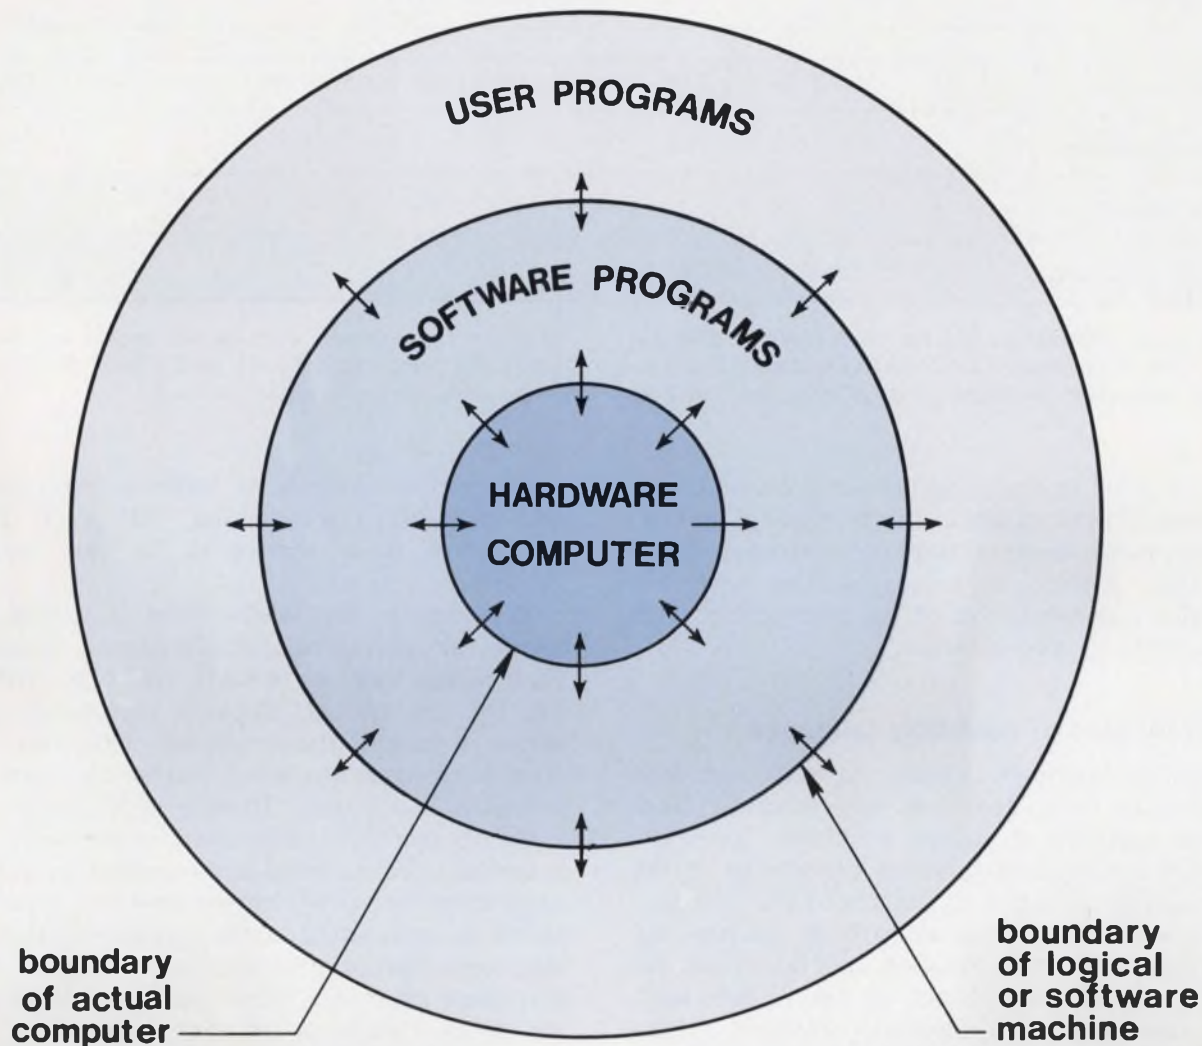 USER PROGRAMS
SOFTWARE PROGRAMS
HARDWARE
COMPUTER
boundary
of actual
computer
boundary
of logical
or software
machine